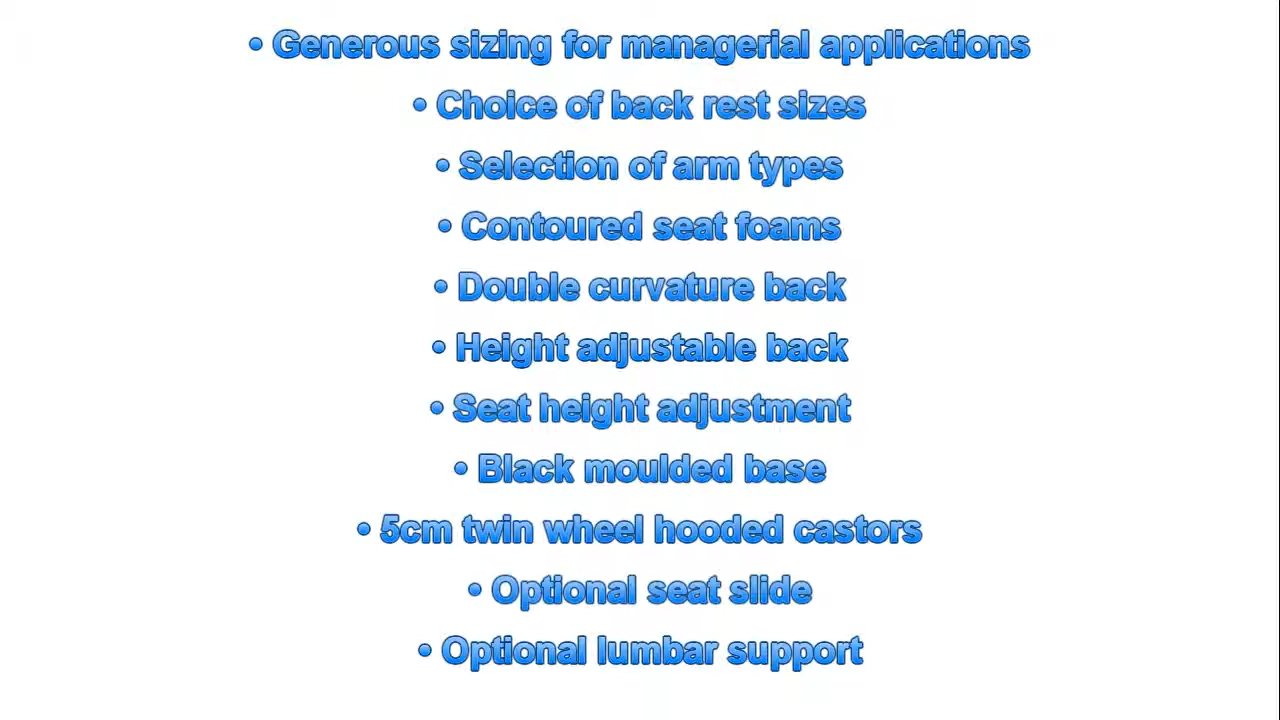 • Generous sizing for managerial applications
• Choice of back rest sizes
• Selection of arm types
• Contoured seat foams
• Double curvature back
• Height adjustable back
• Seat height adjustment
• Black moulded base
• 5cm twin wheel hooded castors
• Optional seat slide
• Optional lumbar support